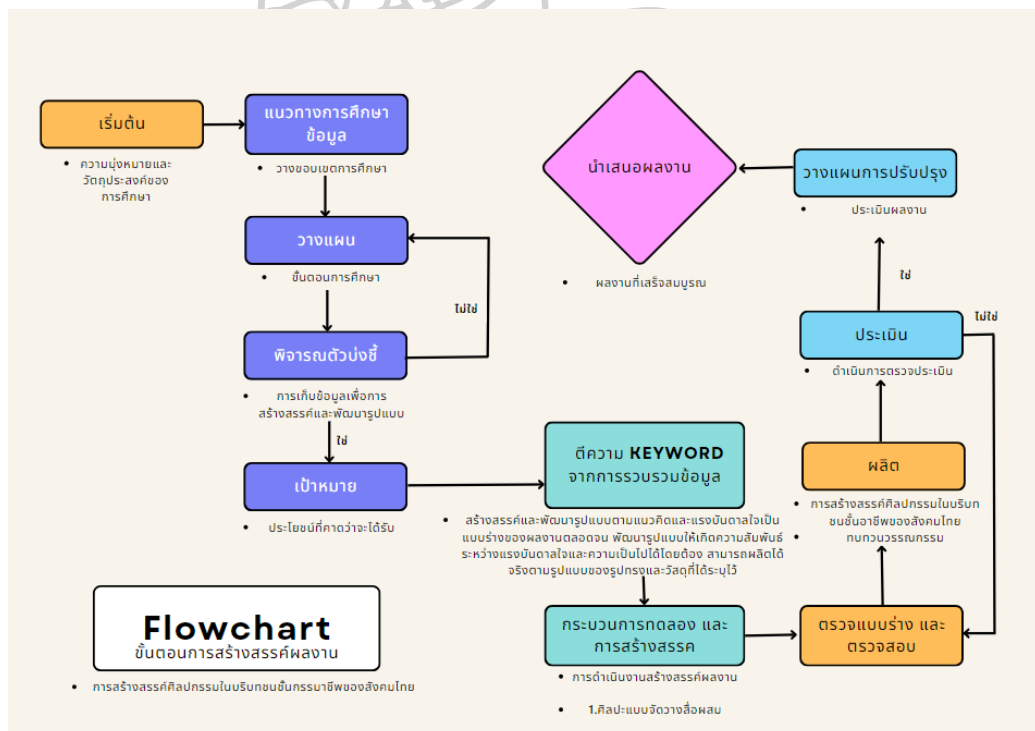 เริ่มต้น
• ความมุ่งหมายและ
วัตถุประสงค์ของ
การศึกษา
แนวทางการศึกษา
ข้อมูล
• วางขอบเขตการศึกษา
วางแผน
• ขั้นตอนการศึกษา
ไม่ใช่
พิจารณตัวบ่งชี้
• การเก็บข้อมูลเพื่อการ
สร้างสรรค์และพัฒนารูปแบบ
ใช่
เป้าหมาย
• ประโยชน์ที่คาดว่าจะได้รับ
ตีความ KEYWORD
จากการรวบรวมข้อมูล
• สร้างสรรค์และพัฒนารูปแบบตามแนวคิดและแรงบันดาลใจเป็น
แบบร่างของผลงานตลอดจน พัฒนารูปแบบให้เกิดความสัมพันธ์
ระหว่างแรงบันดาลใจและความเป็นไปได้โดยต้อง สามารถผลิตได้
จริงตามรูปแบบของรูปทรงและวัสดุที่ได้ระบุไว้
กระบวนการทดลอง และ
การสร้างสรรค
• การดำเนินงานสร้างสรรค์ผลงาน
• 1.ศิลปะแบบจัดวางสื่อผสม
ตรวจแบบร่าง และ
ตรวจสอบ
ผลิต
• การสร้างสรรค์ศิลปกรรมในบริบท
ชนชั้นอาชีพของสังคมไทย
• ทบทวนวรรณกรรม
ประเมิน
• ดำเนินการตรวจประเมิน
ใช่
ไม่ใช่
วางแผนการปรับปรุง
• ประเมินผลงาน
นำเสนอผลงาน
• ผลงานที่เสร็จสมบูรณ
Flowchart
ขั้นตอนการสร้างสรรค์ผลงาน
• การสร้างสรรค์ศิลปกรรมในบริบทชนชั้นกรรมาชีพของสังคมไทย